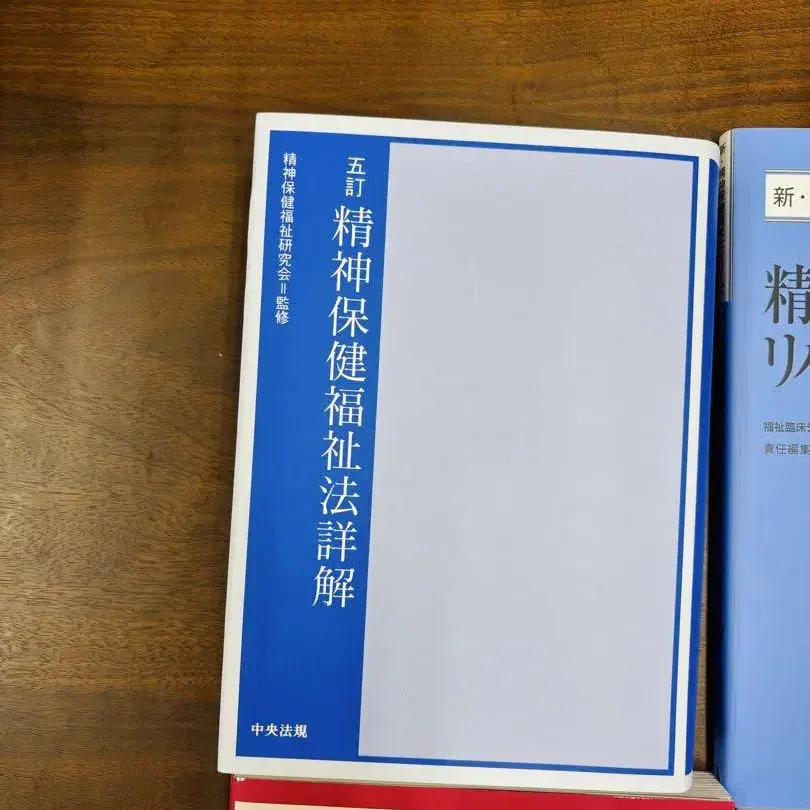 五訂
精神保健福祉法詳解
精神保健福祉研究会=監修
中央法規
新・
精
リハ
福祉臨床
責任編集